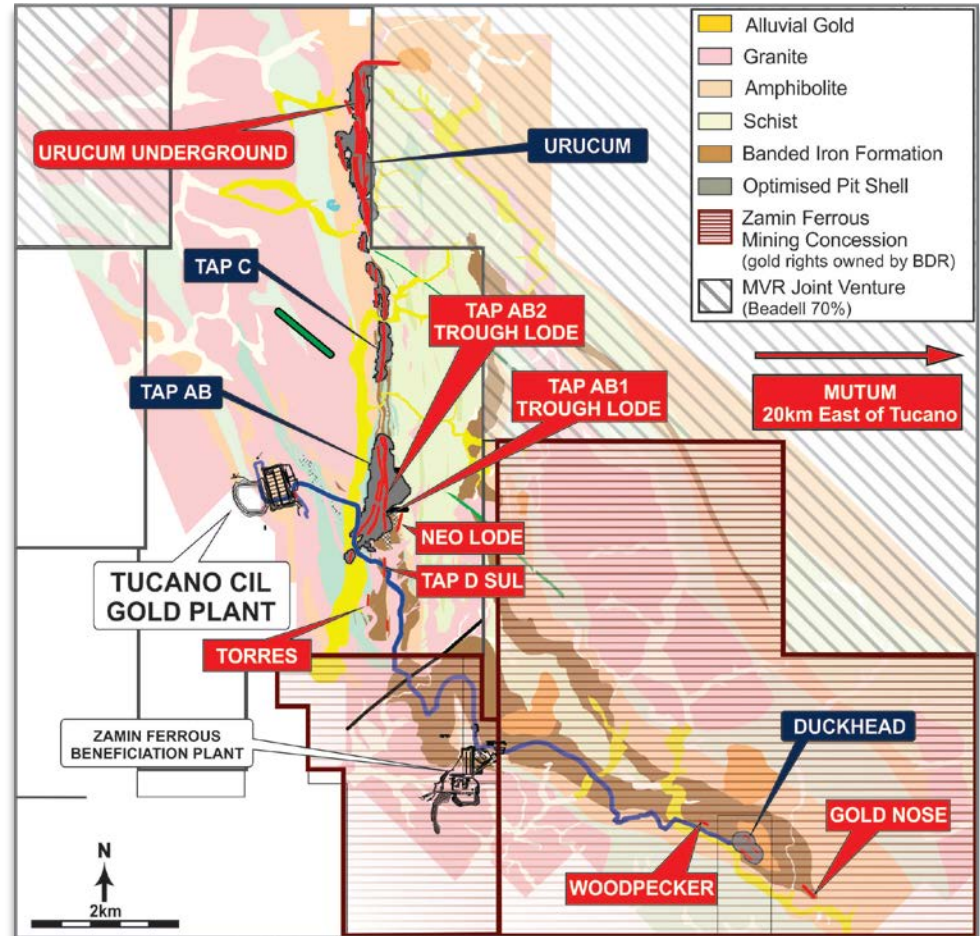 Alluvial Gold
Granite
Amphibolite
Schist
Banded Iron Formation
Optimised Pit Shell
Zamin Ferrous
Mining Concession
(gold rights owned by BDR)
MVR Joint Venture
(Beadell 70%)
URUCUM UNDERGROUND
URUCUM
TAP C
TAP AB2
TROUGH LODE
TAP AB
TAP AB1
TROUGH LODE
MUTUM
20km East of Tucano
NEO LODE
TUCANO CIL
GOLD PLANT
TAP D SUL
TORRES
ZAMIN FERROUS
BENEFICIATION PLANT
DUCKHEAD
GOLD NOSE
WOODPECKER
N
2km